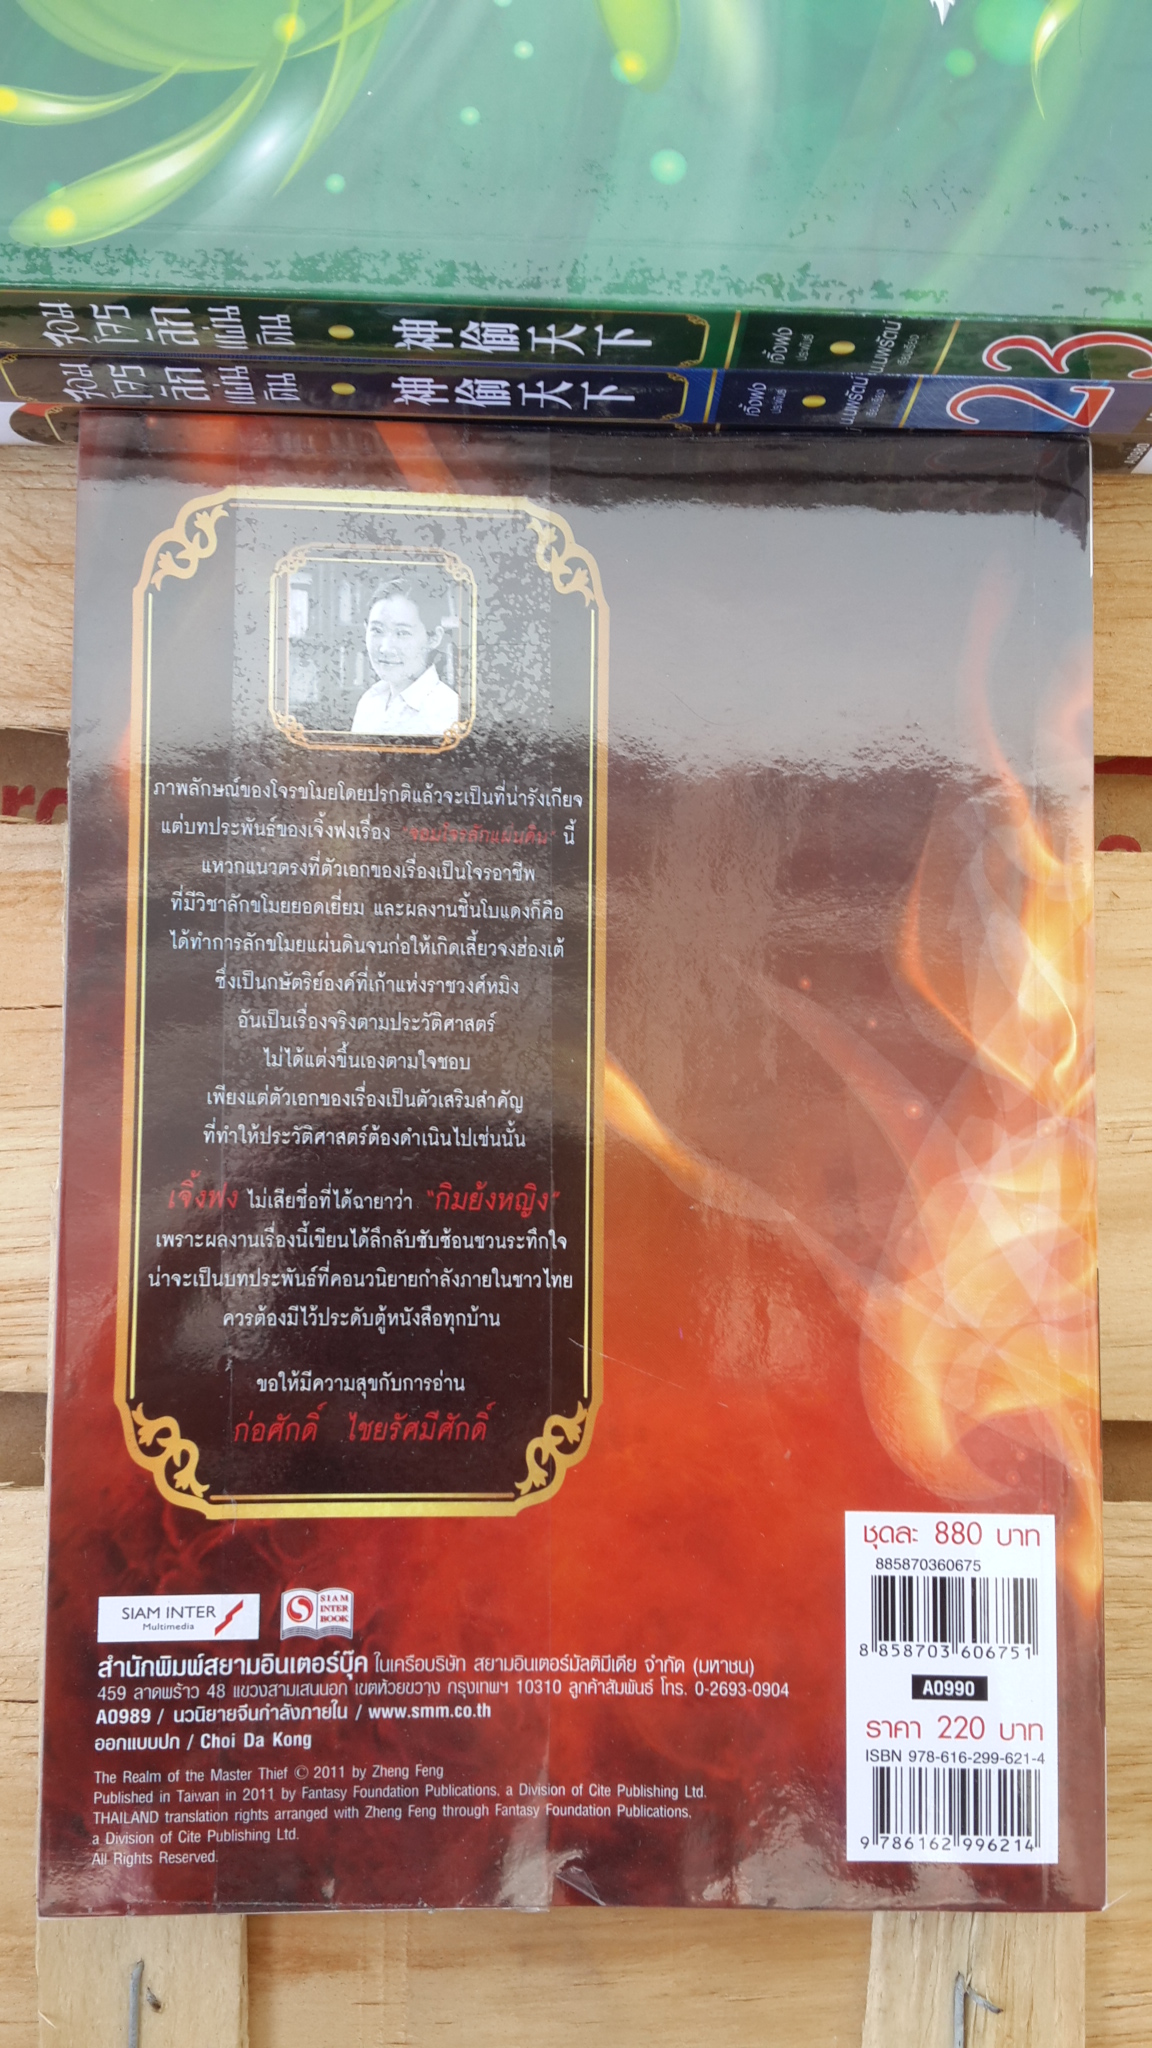 จอมโจรลักแผ่นดิน 神偷天下 เจิ้งฟง ประพันธ์ น.นพรัตน์ เรียบเรียง 3
จอมโจรลักแผ่นดิน 神偷天下 เจิ้งฟง ประพันธ์ น.นพรัตน์ เรียบเรียง 2
A0980
ภาพลักษณ์ของโจรขโมยโดยปรกติแล้วจะเป็นที่น่ารังเกียจ
แต่บทประพันธ์ของเจิ้งฟงเรื่อง "จอมโจรลักแผ่นดิน" นี้
แหวกแนวตรงที่ตัวเอกของเรื่องเป็นโจรอาชีพ
ที่มีวิชาลักขโมยยอดเยี่ยม และผลงานชิ้นโบแดงก็คือ
ได้ทำการลักขโมยแผ่นดินจนก่อให้เกิดเสี้ยวจงฮ่องเต้
ซึ่งเป็นกษัตริย์องค์ที่เก้าแห่งราชวงศ์หมิง
อันเป็นเรื่องจริงตามประวัติศาสตร์
ไม่ได้แต่งขึ้นเองตามใจชอบ
เพียงแต่ตัวเอกของเรื่องเป็นตัวเสริมสำคัญ
ที่ทำให้ประวัติศาสตร์ต้องดำเนินไปเช่นนั้น
เจิ้งฟง ไม่เสียชื่อที่ได้ฉายาว่า "กิมย้งหญิง"
เพราะผลงานเรื่องนี้เขียนได้ลึกลับซับซ้อนชวนระทึกใจ
น่าจะเป็นบทประพันธ์ที่คอนวนิยายกำลังภายในชาวไทย
ควรต้องมีไว้ประดับตู้หนังสือทุกบ้าน
ขอให้มีความสุขกับการอ่าน
ก่อศักดิ์ ไชยรัศมีศักดิ์
SIAM INTER
Multimedia
SIAM
INTER
BOOK
สำนักพิมพ์สยามอินเตอร์บุ๊ค ในเครือบริษัท สยามอินเตอร์มัลติมีเดีย จำกัด (มหาชน)
459 ลาดพร้าว 48 แขวงสามเสนนอก เขตห้วยขวาง กรุงเทพฯ 10310 ลูกค้าสัมพันธ์ โทร. 0-2693-0904
A0989 / นวนิยายจีนกำลังภายใน / www.smm.co.th
ออกแบบปก / Choi Da Kong
The Realm of the Master Thief © 2011 by Zheng Feng
Published in Taiwan in 2011 by Fantasy Foundation Publications, a Division of Cite Publishing Ltd.
THAILAND translation rights arranged with Zheng Feng through Fantasy Foundation Publications,
a Division of Cite Publishing Ltd.
All Rights Reserved.
ชุดละ 880 บาท
885870360675
8 858703 606751
A0990
ราคา 220 บาท
ISBN 978-616-299-621-4
9 786162 996214